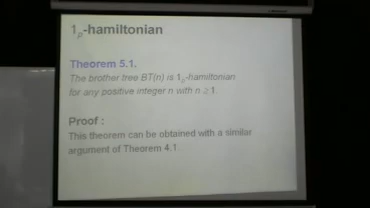 1p-hamiltonian
Theorem 5.1.
The brother tree BT(n) is 1p-hamiltonian
for any positive integer n with n ≥ 1.
Proof :
This theorem can be obtained with a similar
argument of Theorem 4.1.